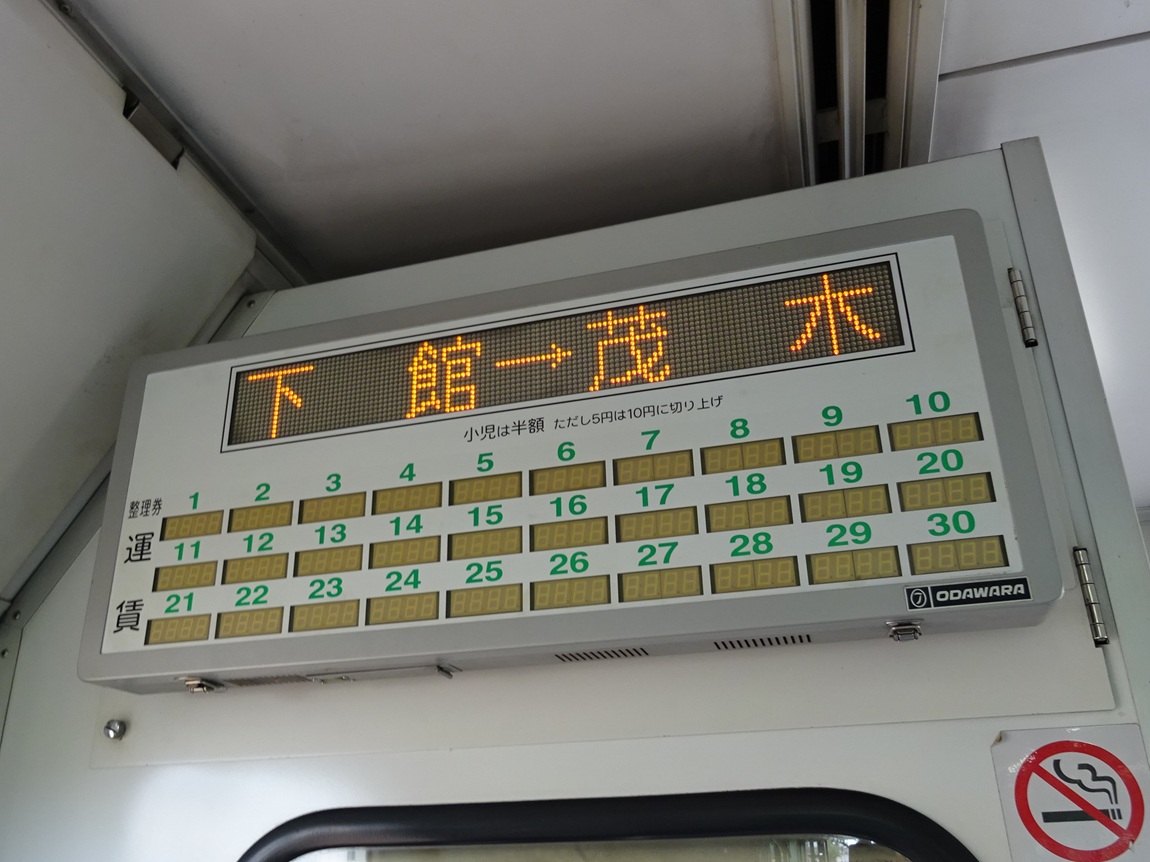 下館→茂木
小児は半額 ただし5円は10円に切り上げ
整理券 1 2 3 4 5 6 7 8 9 10
運 11 12 13 14 15 16 17 18 19 20
賃 21 22 23 24 25 26 27 28 29 30
ODAWARA